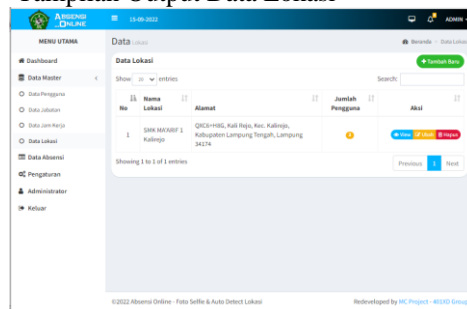 Tampilan Output Data Lokasi
ABSENSI
ONLINE
15-09-2022
ADMIN
MENU UTAMA
Data Lokasi
Beranda > Data Lokasi
Dashboard
Data Master
Data Pengguna
Data Jabatan
Data Jam Kerja
Data Lokasi
Data Absensi
Pengaturan
Administrator
Keluar
Data Lokasi
+ Tambah Baru
Show entries
Search:
No Nama Lokasi Alamat Jumlah Pengguna Aksi
1 SMK MA'ARIF 1 Kalirejo
Kali Rejo, Kec. Kalirejo,
Kabupaten Lampung Tengah, Lampung
34174
View Ubah Hapus
Showing 1 to 1 of 1 entries
Previous 1 Next
©2022 Absensi Online - Foto Selfie & Auto Detect Lokasi
Redeveloped by MC Project - 401XD Group